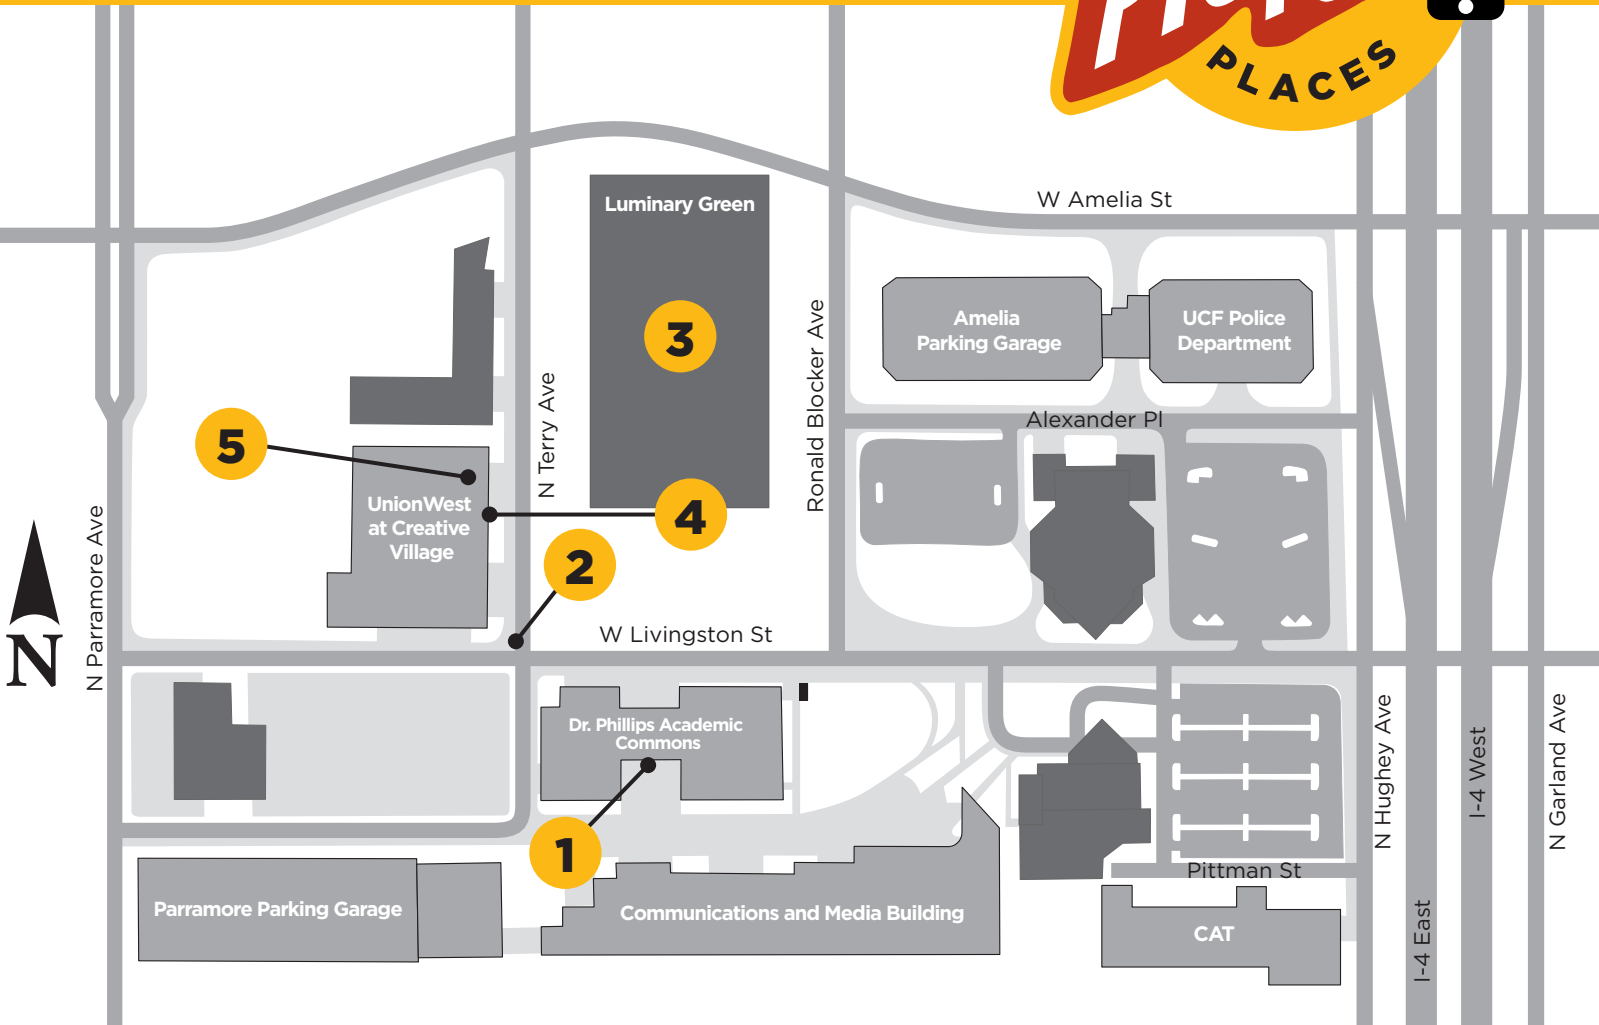 PLACES
W Amelia St
Luminary Green
3
Amelia
Parking Garage
UCF Police
Department
Ronald Blocker Ave
N Terry Ave
Alexander Pl
5
UnionWest
at Creative
Village
4
2
N Parramore Ave
N
W Livingston St
Dr. Phillips Academic
Commons
1
N Hughey Ave
I-4 West
N Garland Ave
I-4 East
Pittman St
Parramore Parking Garage
Communications and Media Building
CAT